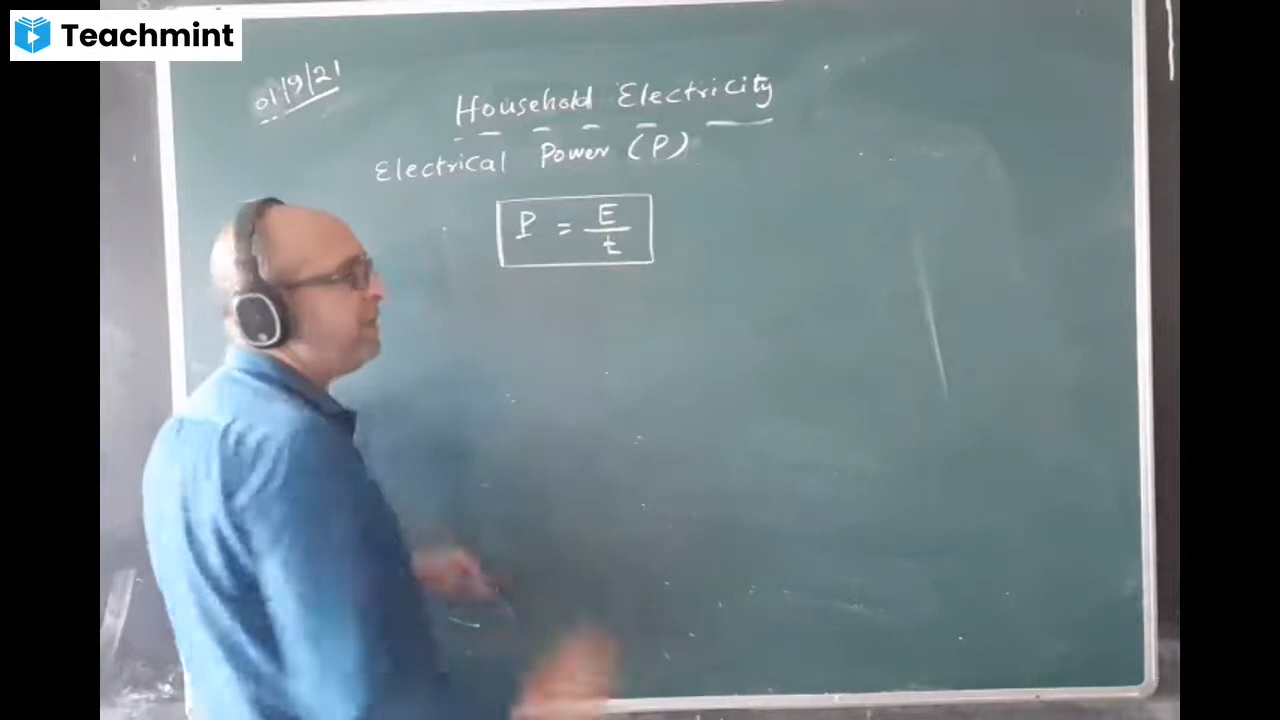 Teachmint
01/9/21
Household Electricity
Electrical Power (P)
P = E/t